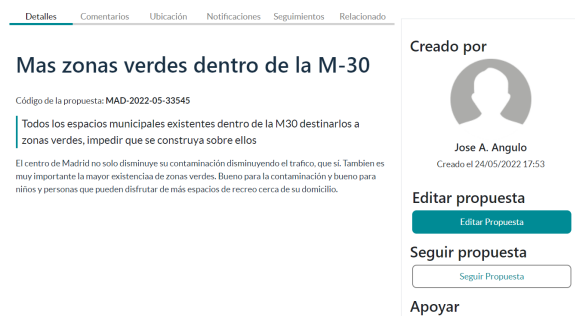 Detalles Comentarios Ubicación Notificaciones Seguimientos Relacionado
Mas zonas verdes dentro de la M-30
Código de la propuesta: MAD-2022-05-33545
Todos los espacios municipales existentes dentro de la M30 destinarlos a
zonas verdes, impedir que se construya sobre ellos
El centro de Madrid no solo disminuye su contaminación disminuyendo el trafico, que si. Tambien es
muy importante la mayor existenciaa de zonas verdes. Bueno para la contaminación y bueno para
niños y personas que pueden disfrutar de más espacios de recreo cerca de su domicilio.
Creado por
Jose A. Angulo
Creado el 24/05/2022 17:53
Editar propuesta
Editar Propuesta
Seguir propuesta
Seguir Propuesta
Apoyar